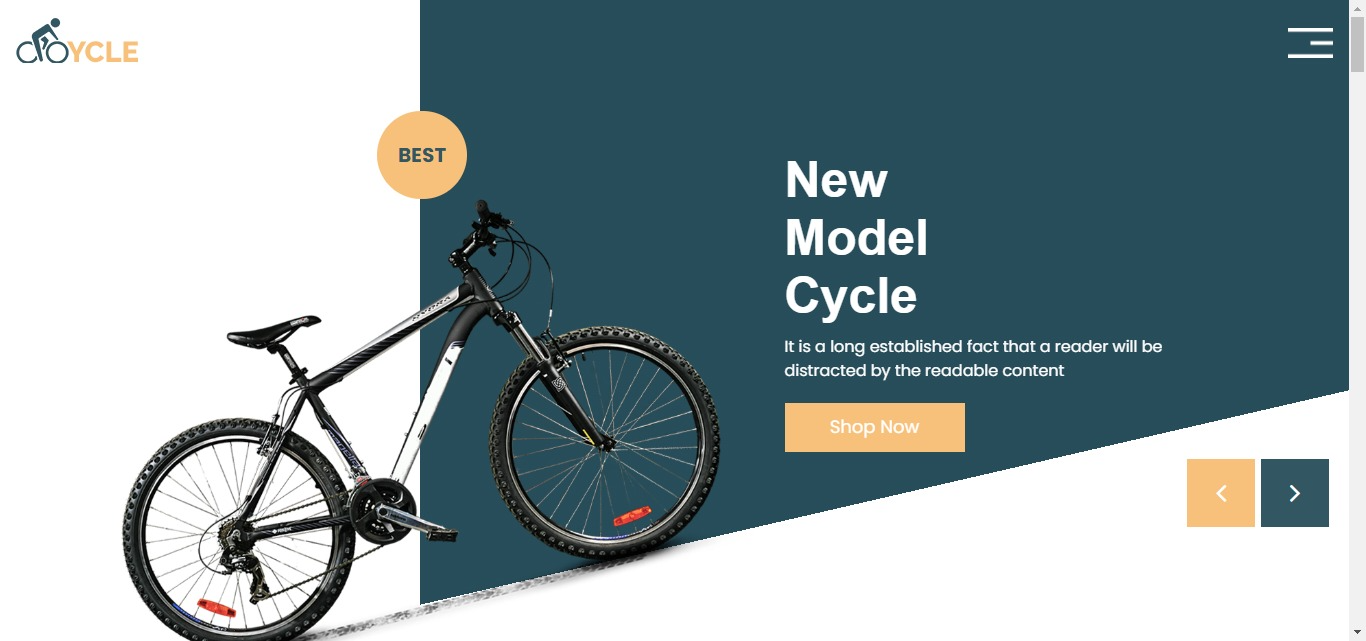 CYCLE
BEST
New
Model
Cycle
It is a long established fact that a reader will be
distracted by the readable content
Shop Now